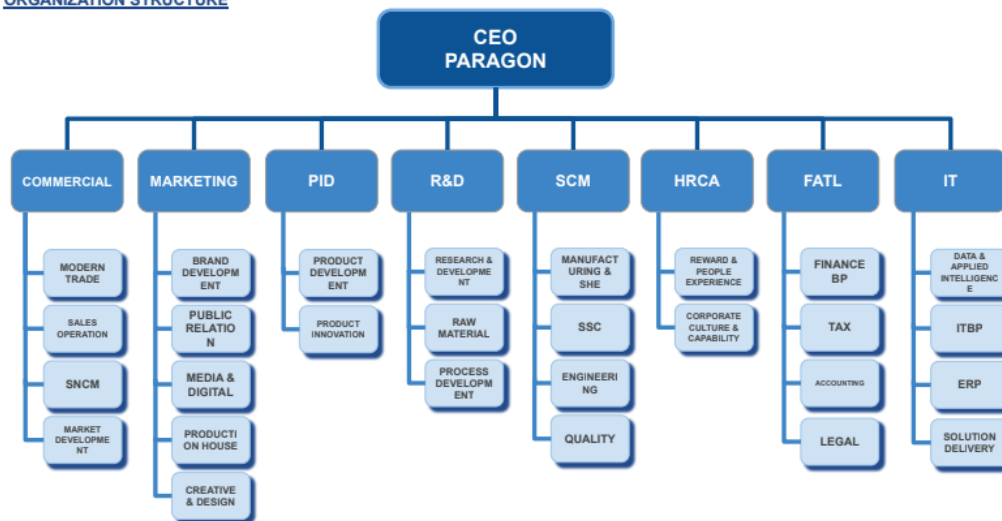 ORGANIZATION STRUCTURE
CEO
PARAGON
COMMERCIAL
MARKETING
PID
R&D
SCM
HRCA
FATL
IT
MODERN
TRADE
SALES
OPERATION
SNCM
MARKET
DEVELOPME
NT
BRAND
DEVELOPM
ENT
PUBLIC
RELATIO
N
MEDIA &
DIGITAL
PRODUCTI
ON HOUSE
CREATIVE
& DESIGN
PRODUCT
DEVELOPM
ENT
PRODUCT
INNOVATION
RESEARCH &
DEVELOPME
NT
RAW
MATERIAL
PROCESS
DEVELOPM
ENT
MANUFACT
URING &
SHE
SSC
ENGINEERI
NG
QUALITY
REWARD &
PEOPLE
EXPERIENCE
CORPORATE
CULTURE &
CAPABILITY
FINANCE
BP
TAX
ACCOUNTING
LEGAL
DATA &
APPLIED
INTELLIGENC
E
ITBP
ERP
SOLUTION
DELIVERY